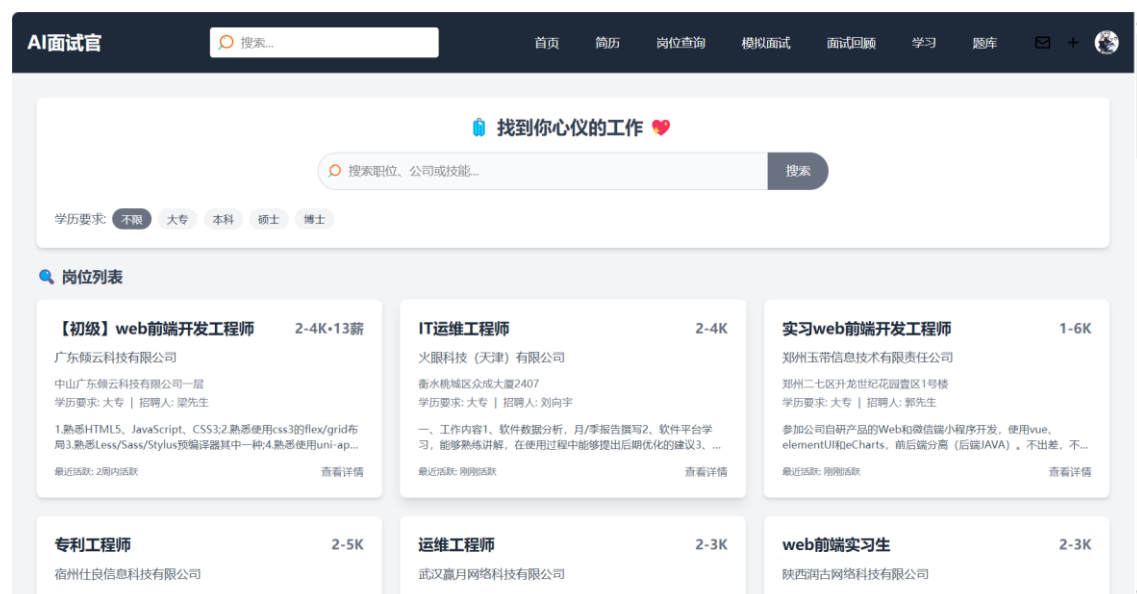 AI面试官
搜索...
首页 简历 岗位查询 模拟面试 面试回顾 学习 题库
找到你心仪的工作
搜索职位、公司或技能...
搜索
学历要求: 不限 大专 本科 硕士 博士
岗位列表
【初级】web前端开发工程师 2-4K·13薪
广东倾云科技有限公司
中山广东倾云科技有限公司一层
学历要求: 大专 | 招聘人: 梁先生
1.熟悉HTML5、JavaScript、CSS3;2.熟悉使用css3的flex/grid布
局3.熟悉Less/Sass/Stylus预编译器其中一种;4.熟悉使用uni-ap...
最近活跃: 2周内活跃 查看详情
IT运维工程师 2-4K
火眼科技（天津）有限公司
衡水桃城区众成大厦2407
学历要求: 大专 | 招聘人: 刘向宇
一、工作内容1、软件数据分析，月/季报告撰写2、软件平台学
习，能够熟练讲解，在使用过程中能够提出后期优化的建议3、...
最近活跃: 刚刚活跃 查看详情
实习web前端开发工程师 1-6K
郑州玉带信息技术有限责任公司
郑州二七区升龙世纪花园壹区1号楼
学历要求: 大专 | 招聘人: 郭先生
参加公司自研产品的Web和微信端小程序开发，使用vue、
elementUI和eCharts，前后端分离（后端JAVA）。不出差，不...
最近活跃: 刚刚活跃 查看详情
专利工程师 2-5K
宿州仕良信息科技有限公司
运维工程师 2-3K
武汉赢月网络科技有限公司
web前端实习生 2-3K
陕西润古网络科技有限公司